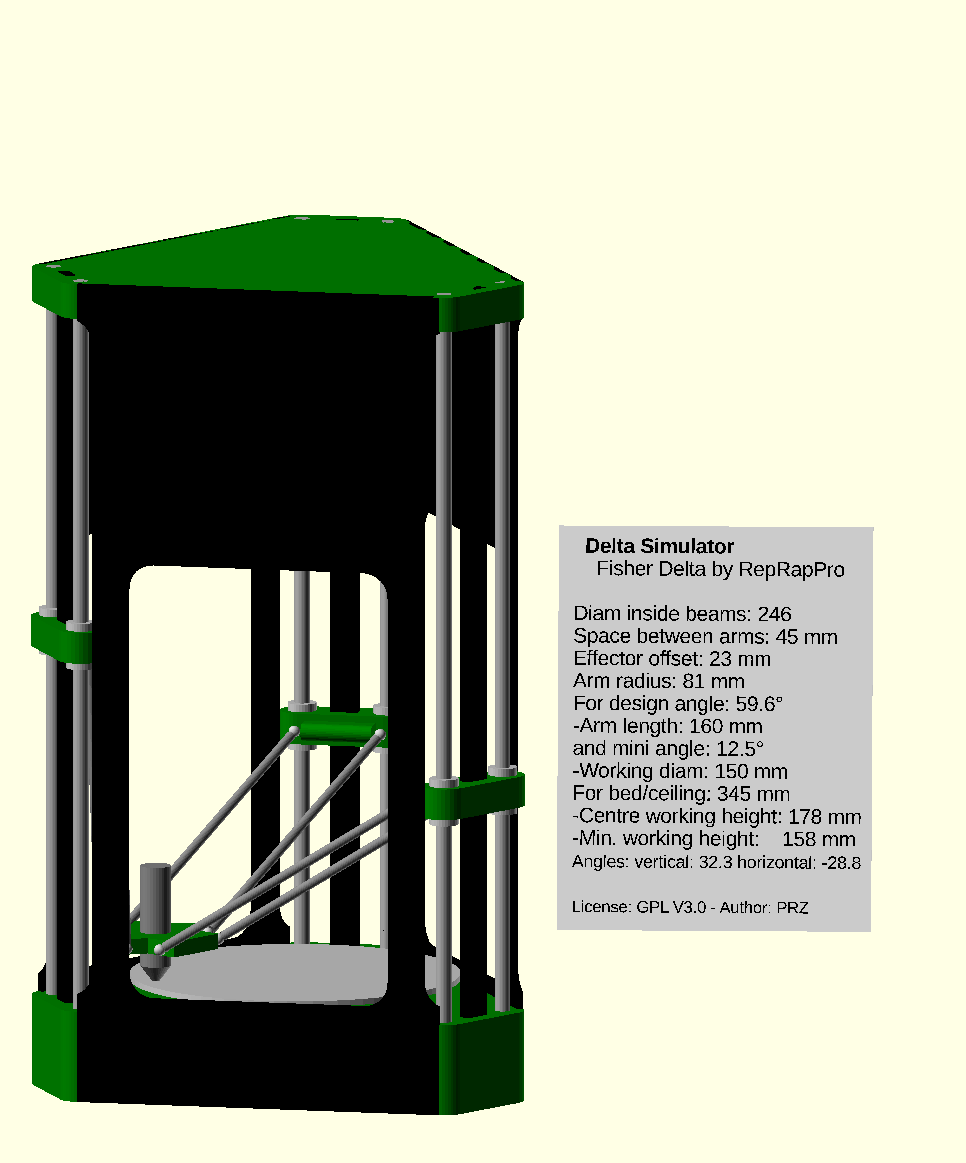 Delta Simulator
Fisher Delta by RepRapPro
Diam inside beams: 246
Space between arms: 45 mm
Effector offset: 23 mm
Arm radius: 81 mm
For design angle: 59.6°
-Arm length: 160 mm
and mini angle: 12.5°
-Working diam: 150 mm
For bed/ceiling: 345 mm
-Centre working height: 178 mm
-Min. working height: 158 mm
Angles: vertical: 32.3 horizontal: -28.8
License: GPL V3.0 - Author: PRZ